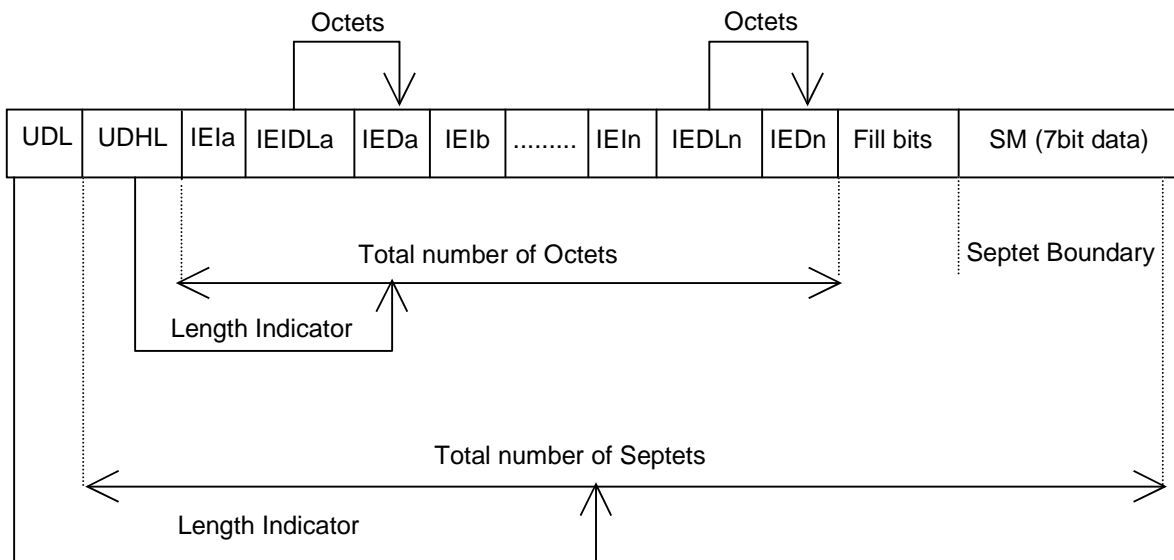 Octets Octets
UDL UDHL IEIa IEIDLa IEDa IEIb ......... IEIn IEDLn IEDn Fill bits SM (7bit data)
Total number of Octets
Septet Boundary
Length Indicator
Total number of Septets
Length Indicator